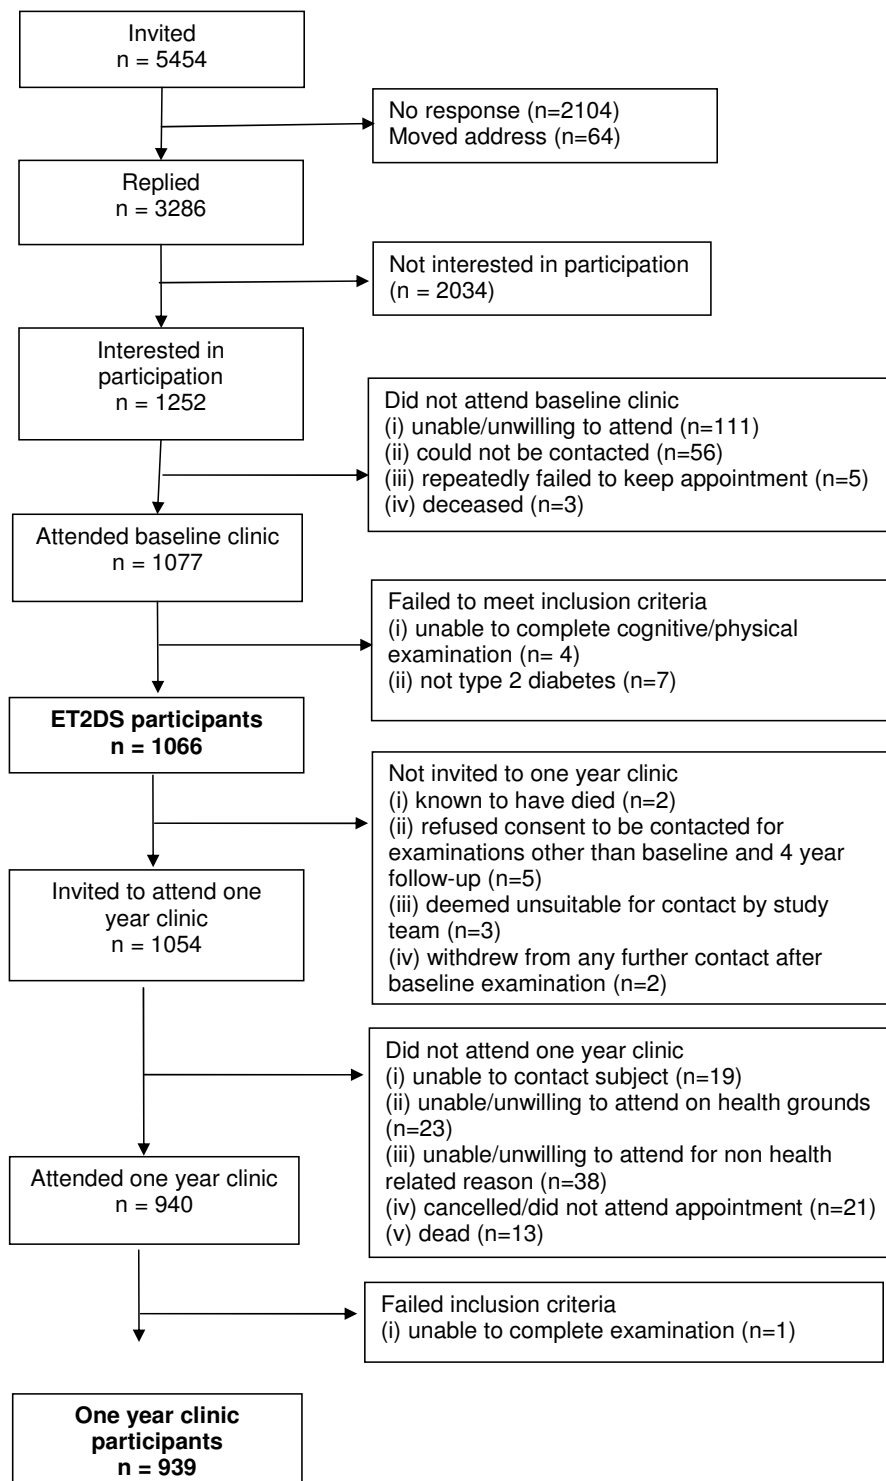 Invited
n = 5454
No response (n=2104)
Moved address (n=64)
Replied
n = 3286
Not interested in participation
(n = 2034)
Interested in
participation
n = 1252
Did not attend baseline clinic
(i) unable/unwilling to attend (n=111)
(ii) could not be contacted (n=56)
(iii) repeatedly failed to keep appointment (n=5)
(iv) deceased (n=3)
Attended baseline clinic
n = 1077
Failed to meet inclusion criteria
(i) unable to complete cognitive/physical
examination (n= 4)
(ii) not type 2 diabetes (n=7)
ET2DS participants
n = 1066
Not invited to one year clinic
(i) known to have died (n=2)
(ii) refused consent to be contacted for
examinations other than baseline and 4 year
follow-up (n=5)
(iii) deemed unsuitable for contact by study
team (n=3)
(iv) withdrew from any further contact after
baseline examination (n=2)
Invited to attend one
year clinic
n = 1054
Did not attend one year clinic
(i) unable to contact subject (n=19)
(ii) unable/unwilling to attend on health grounds
(n=23)
(iii) unable/unwilling to attend for non health
related reason (n=38)
(iv) cancelled/did not attend appointment (n=21)
(v) dead (n=13)
Attended one year clinic
n = 940
Failed inclusion criteria
(i) unable to complete examination (n=1)
One year clinic
participants
n = 939